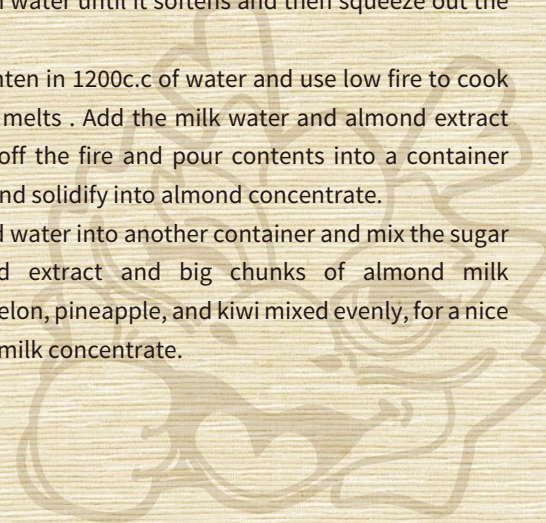 water until it softens and then squeeze out the
in 1200c.c of water and use low fire to cook
melts . Add the milk water and almond extract
off the fire and pour contents into a container
solidify into almond concentrate.
water into another container and mix the sugar
extract and big chunks of almond milk
pineapple, and kiwi mixed evenly, for a nice
milk concentrate.